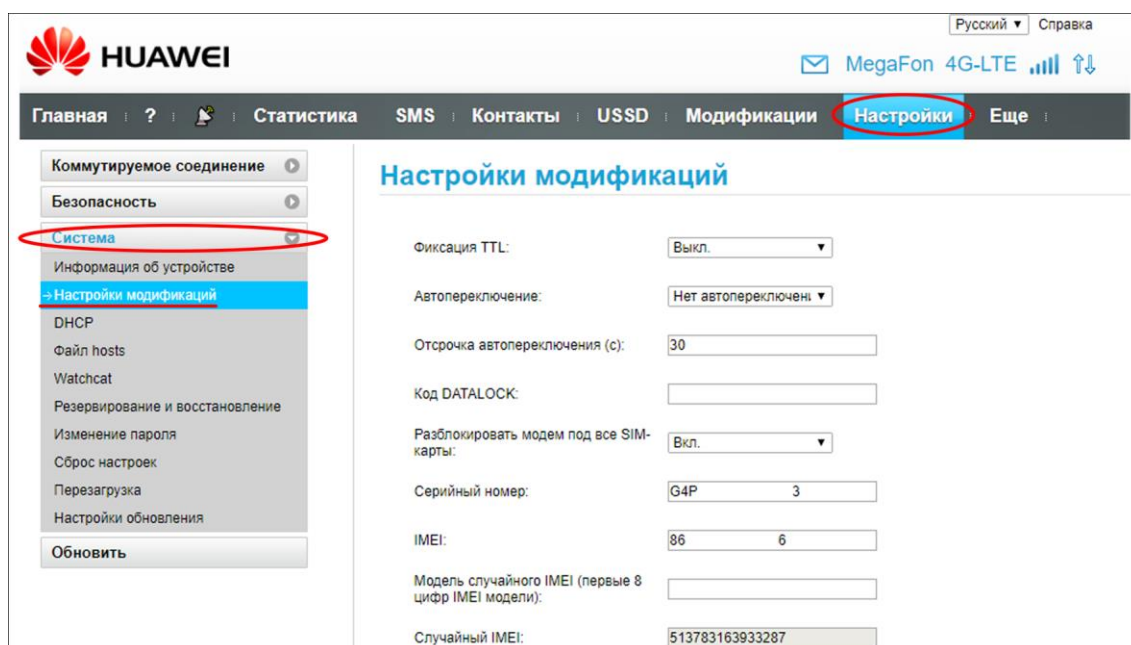 Русский Справка
HUAWEI
MegaFon 4G-LTE
Главная ? Статистика SMS Контакты USSD Модификации Настройки Еще
Коммутируемое соединение
Безопасность
Система
Информация об устройстве
Настройки модификаций
DHCP
Файл hosts
Watchcat
Резервирование и восстановление
Изменение пароля
Сброс настроек
Перезагрузка
Настройки обновления
Обновить
Настройки модификаций
Фиксация TTL: Выкл.
Автопереключение: Нет автопереключени
Отсрочка автопереключения (с): 30
Код DATALOCK:
Разблокировать модем под все SIM-
карты: Вкл.
Серийный номер: G4P 3
IMEI: 86 6
Модель случайного IMEI (первые 8
цифр IMEI модели):
Случайный IMEI: 513783163933287